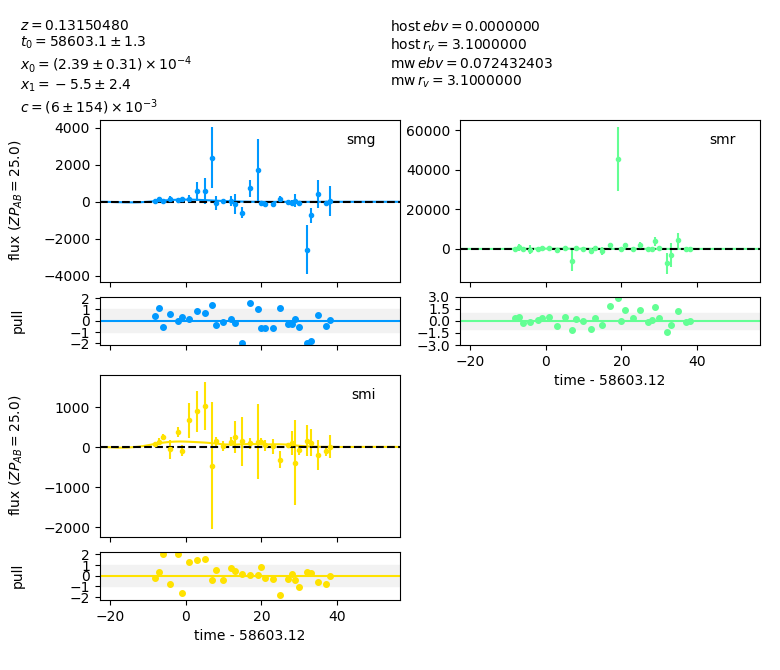 z = 0.13150480
t₀ = 58603.1 ± 1.3
x₀ = (2.39 ± 0.31) × 10⁻⁴
x₁ = −5.5 ± 2.4
c = (6 ± 154) × 10⁻³
host ebv = 0.0000000
host r_v = 3.1000000
mw ebv = 0.072432403
mw r_v = 3.1000000
flux (ZP_AB = 25.0)
4000
2000
0
−2000
−4000
smg
60000
40000
20000
0
smr
pull
2
1
0
−1
−2
3.0
1.5
0.0
−1.5
−3.0
−20 0 20 40
time - 58603.12
flux (ZP_AB = 25.0)
1000
0
−1000
−2000
smi
pull
2
1
0
−1
−2
−20 0 20 40
time - 58603.12